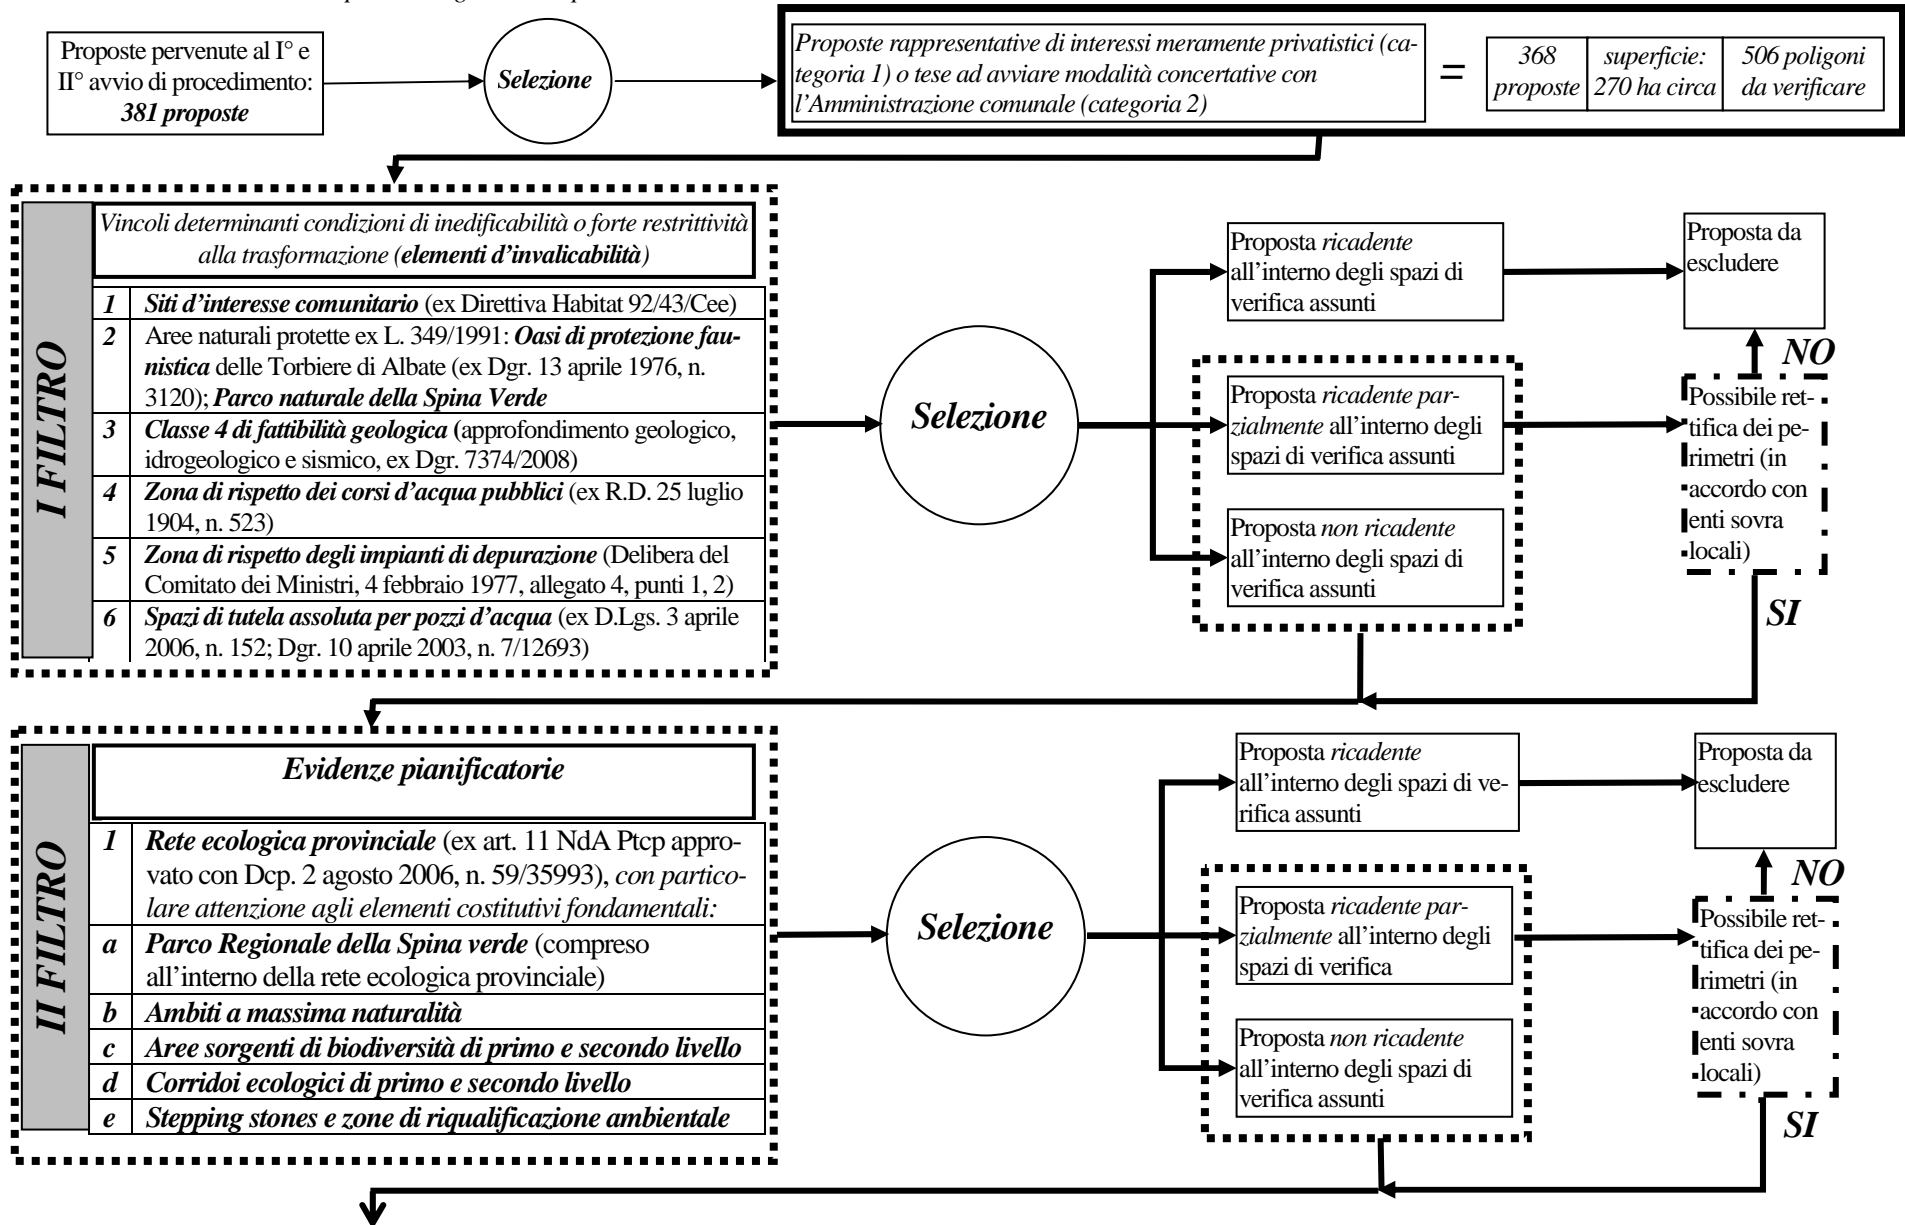 Proposte pervenute al I° e
II° avvio di procedimento:
381 proposte
Selezione
Proposte rappresentative di interessi meramente privatistici (ca-
tegoria 1) o tese ad avviare modalità concertative con
l'Amministrazione comunale (categoria 2)
=
368
proposte
superficie:
270 ha circa
506 poligoni
da verificare
I FILTRO
Vincoli determinanti condizioni di inedificabilità o forte restrittività
alla trasformazione (elementi d'invalicabilità)
1 Siti d'interesse comunitario (ex Direttiva Habitat 92/43/Cee)
2 Aree naturali protette ex L. 349/1991: Oasi di protezione fau-
nistica delle Torbiere di Albate (ex Dgr. 13 aprile 1976, n.
3120); Parco naturale della Spina Verde
3 Classe 4 di fattibilità geologica (approfondimento geologico,
idrogeologico e sismico, ex Dgr. 7374/2008)
4 Zona di rispetto dei corsi d'acqua pubblici (ex R.D. 25 luglio
1904, n. 523)
5 Zona di rispetto degli impianti di depurazione (Delibera del
Comitato dei Ministri, 4 febbraio 1977, allegato 4, punti 1, 2)
6 Spazi di tutela assoluta per pozzi d'acqua (ex D.Lgs. 3 aprile
2006, n. 152; Dgr. 10 aprile 2003, n. 7/12693)
Selezione
Proposta ricadente
all'interno degli spazi di
verifica assunti
Proposta ricadente par-
zialmente all'interno degli
spazi di verifica assunti
Proposta non ricadente
all'interno degli spazi di
verifica assunti
Proposta da
escludere
NO
Possibile ret-
tifica dei pe-
rimetri (in
accordo con
enti sovra
locali)
SI
II FILTRO
Evidenze pianificatorie
1 Rete ecologica provinciale (ex art. 11 NdA Ptcp appro-
vato con Dcp. 2 agosto 2006, n. 59/35993), con partico-
lare attenzione agli elementi costitutivi fondamentali:
a Parco Regionale della Spina verde (compreso
all'interno della rete ecologica provinciale)
b Ambiti a massima naturalità
c Aree sorgenti di biodiversità di primo e secondo livello
d Corridoi ecologici di primo e secondo livello
e Stepping stones e zone di riqualificazione ambientale
Selezione
Proposta ricadente
all'interno degli spazi di ve-
rifica assunti
Proposta ricadente par-
zialmente all'interno degli
spazi di verifica
Proposta non ricadente
all'interno degli spazi di
verifica assunti
Proposta da
escludere
NO
Possibile ret-
tifica dei pe-
rimetri (in
accordo con
enti sovra
locali)
SI